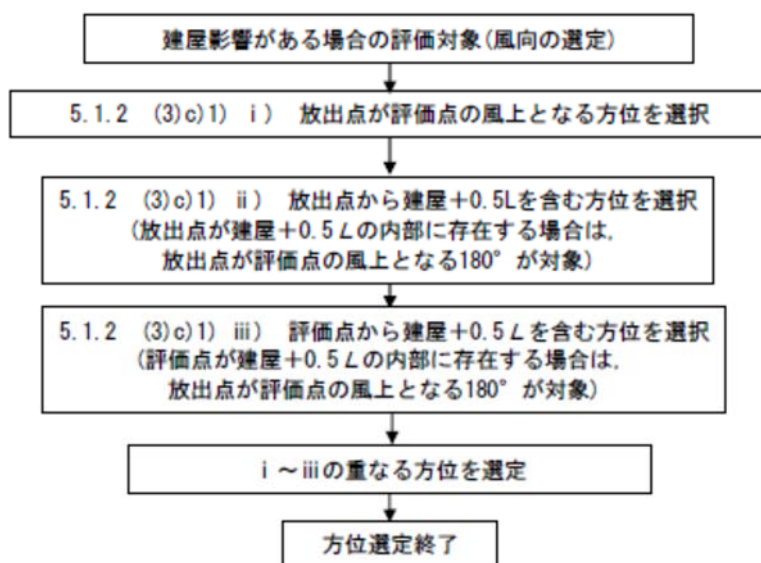 建屋影響がある場合の評価対象(風向の選定)
5.1.2 (3)c)1) ⅰ) 放出点が評価点の風上となる方位を選択
5.1.2 (3)c)1) ⅱ) 放出点から建屋+0.5Lを含む方位を選択
(放出点が建屋+0.5Lの内部に存在する場合は,
放出点が評価点の風上となる180°が対象)
5.1.2 (3)c)1) ⅲ) 評価点から建屋+0.5Lを含む方位を選択
(評価点が建屋+0.5Lの内部に存在する場合は,
放出点が評価点の風上となる180°が対象)
ⅰ~ⅲの重なる方位を選定
方位選定終了